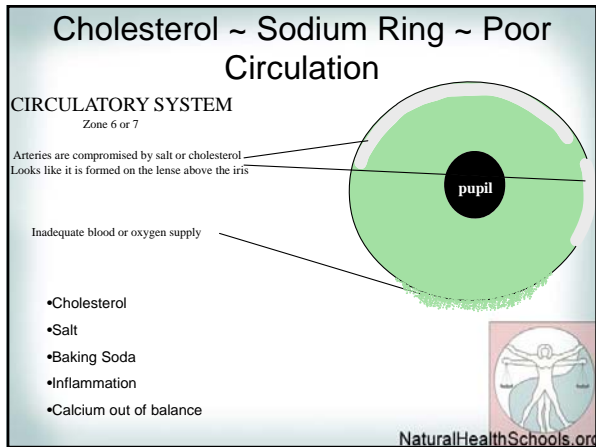 Cholesterol ~ Sodium Ring ~ Poor
Circulation
CIRCULATORY SYSTEM
Zone 6 or 7
Arteries are compromised by salt or cholesterol
Looks like it is formed on the lense above the iris
pupil
Inadequate blood or oxygen supply
•Cholesterol
•Salt
•Baking Soda
•Inflammation
•Calcium out of balance
NaturalHealthSchools.org